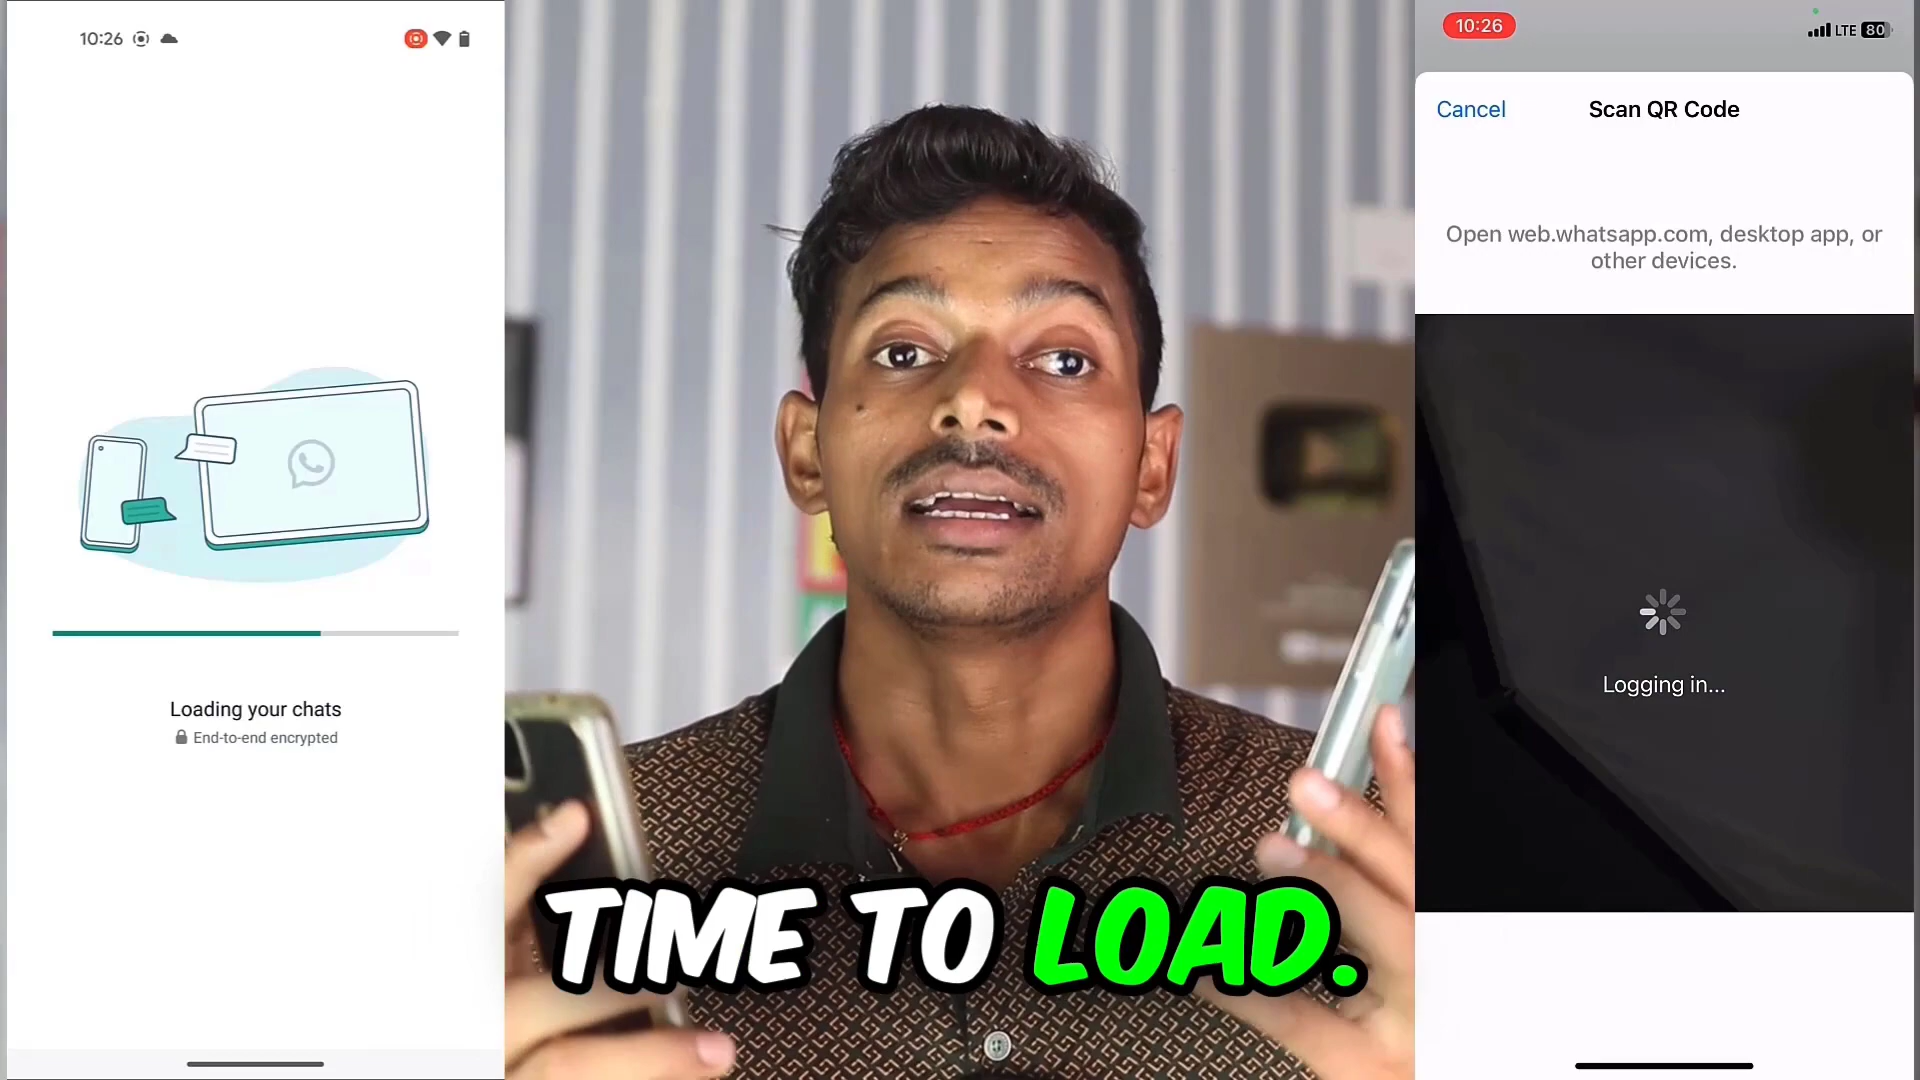 10:26
Loading your chats
End-to-end encrypted
TIME TO LOAD.
10:26
LTE 80
Cancel
Scan QR Code
Open web.whatsapp.com, desktop app, or
other devices.
Logging in...